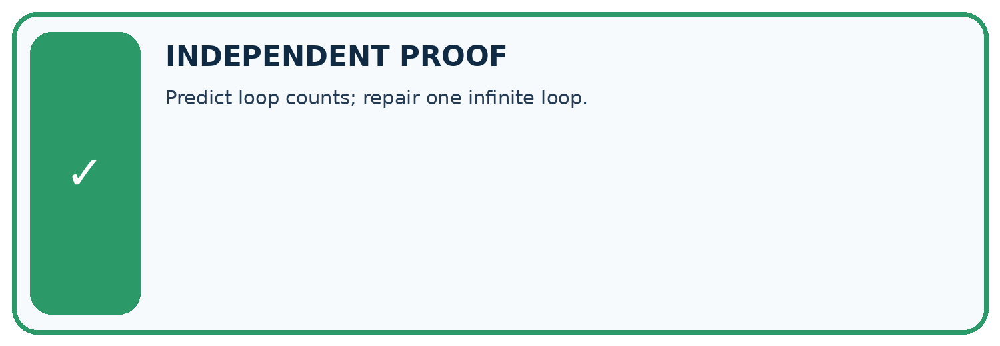 INDEPENDENT PROOF
Predict loop counts; repair one infinite loop.
✓